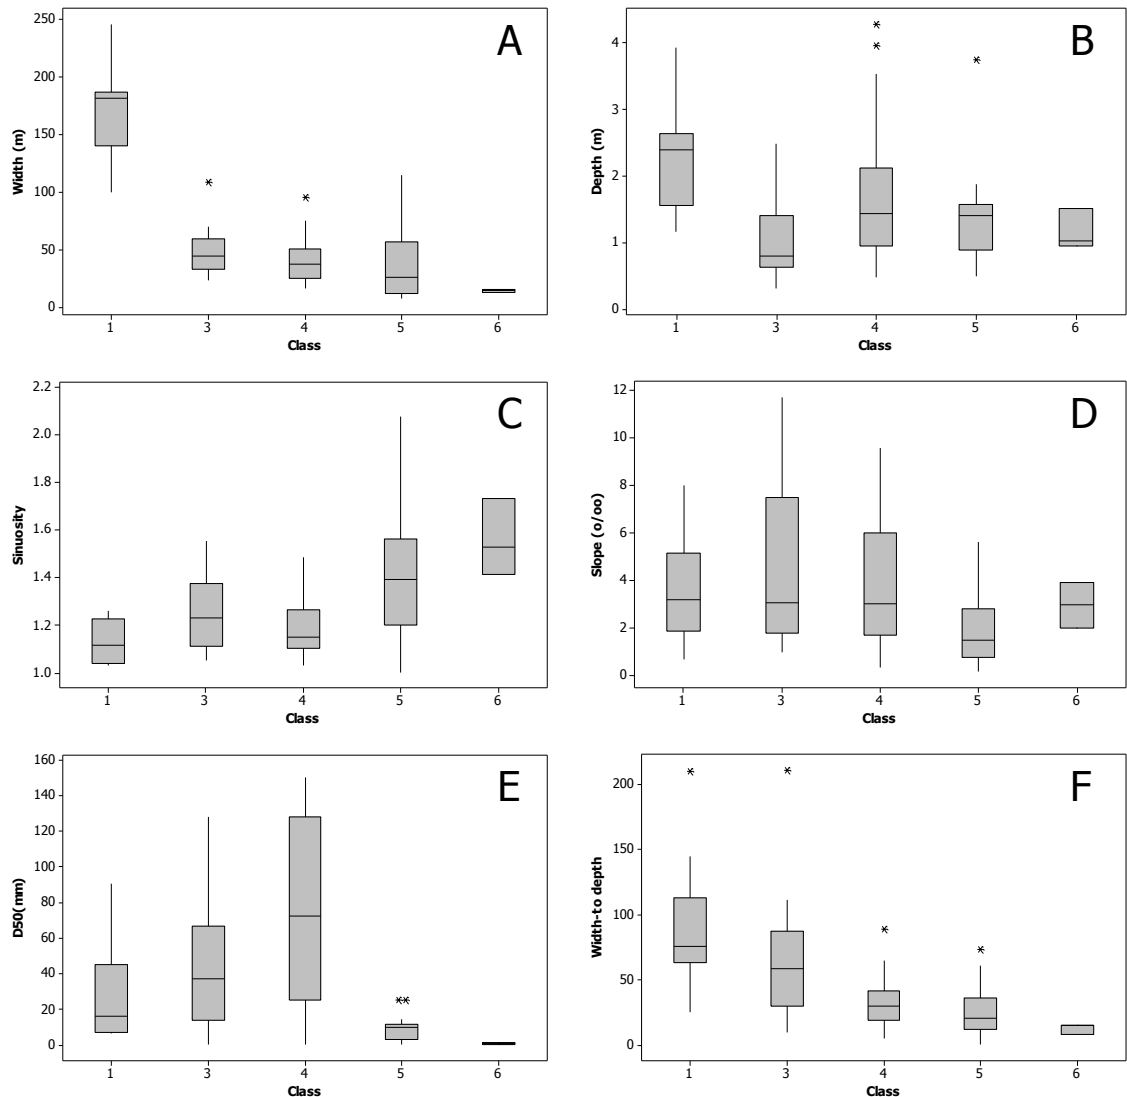 A
250
200
150
100
50
0
Width (m)
1 3 4 5 6
Class
B
4
3
2
1
0
Depth (m)
1 3 4 5 6
Class
C
2.2
2.0
1.8
1.6
1.4
1.2
1.0
Sinuosity
1 3 4 5 6
Class
D
12
10
8
6
4
2
0
Slope (o/oo)
1 3 4 5 6
Class
E
160
140
120
100
80
60
40
20
0
D50(mm)
1 3 4 5 6
Class
F
200
150
100
50
0
Width-to depth
1 3 4 5 6
Class